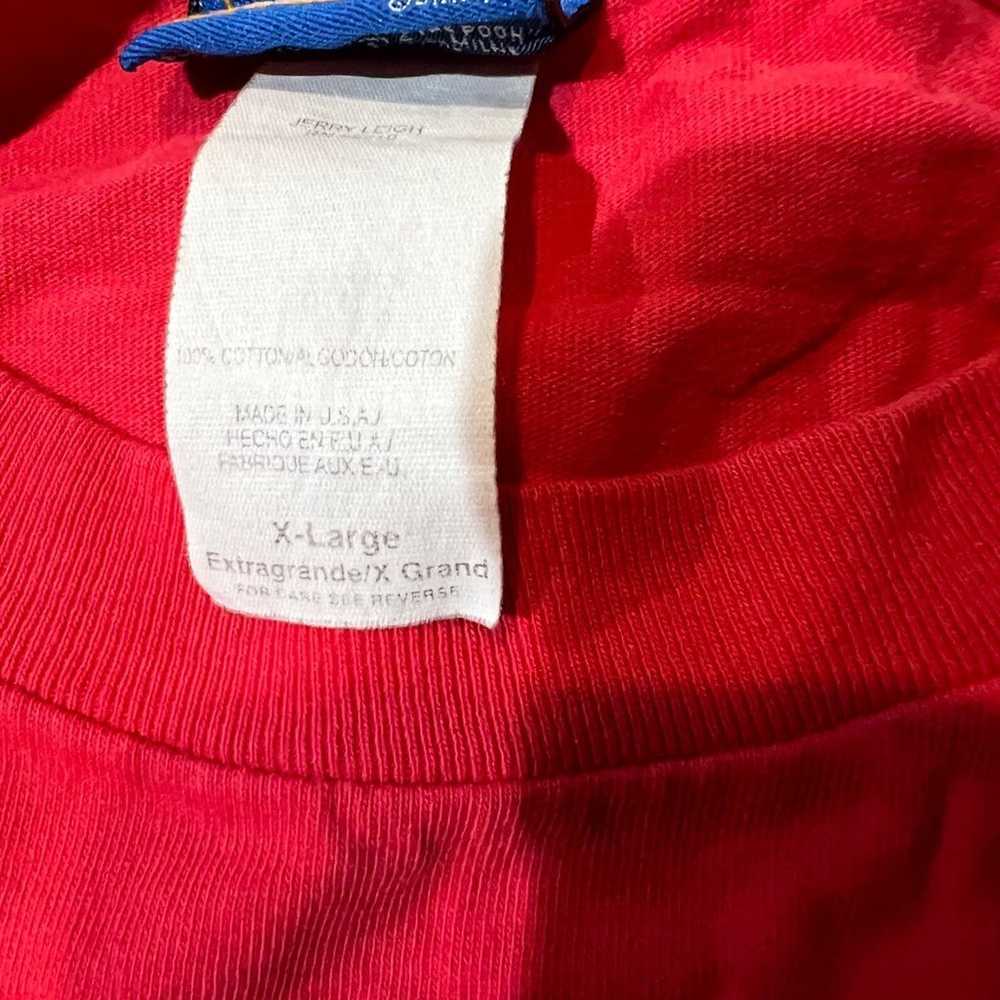 POOH
JERRY LEIGH
100% COTTON/ALGODON/COTON
MADE IN U.S.A./
HECHO EN E.U.A./
FABRIQUE AUX E.-U.
X-Large
Extragrande/X Grand
FOR CARE SEE REVERSE